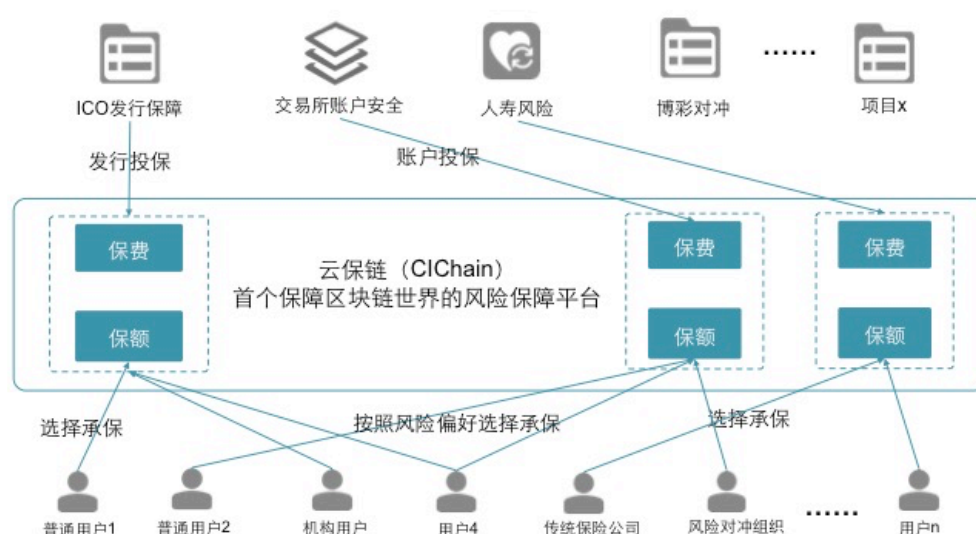 ICO发行保障
交易所账户安全
人寿风险
博彩对冲
......
项目x
发行投保
账户投保
保费
保费
保费
云保链（CIChain）
首个保障区块链世界的风险保障平台
保额
保额
保额
选择承保
按照风险偏好选择承保
选择承保
普通用户1
普通用户2
机构用户
用户4
传统保险公司
风险对冲组织
......
用户n